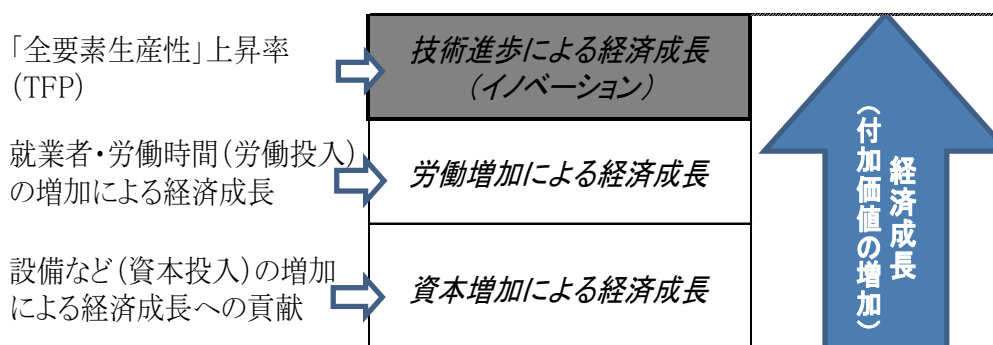 「全要素生産性」上昇率
(TFP)
技術進歩による経済成長
(イノベーション)
就業者・労働時間(労働投入)
の増加による経済成長
労働増加による経済成長
設備など(資本投入)の増加
による経済成長への貢献
資本増加による経済成長
経済成長
(付加価値の増加)